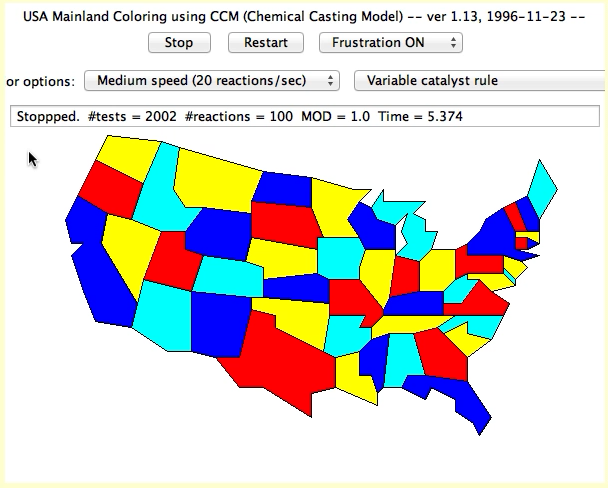 USA Mainland Coloring using CCM (Chemical Casting Model) -- ver 1.13, 1996-11-23 --
Stop Restart Frustration ON
or options: Medium speed (20 reactions/sec) Variable catalyst rule
Stoppped. #tests = 2002 #reactions = 100 MOD = 1.0 Time = 5.374